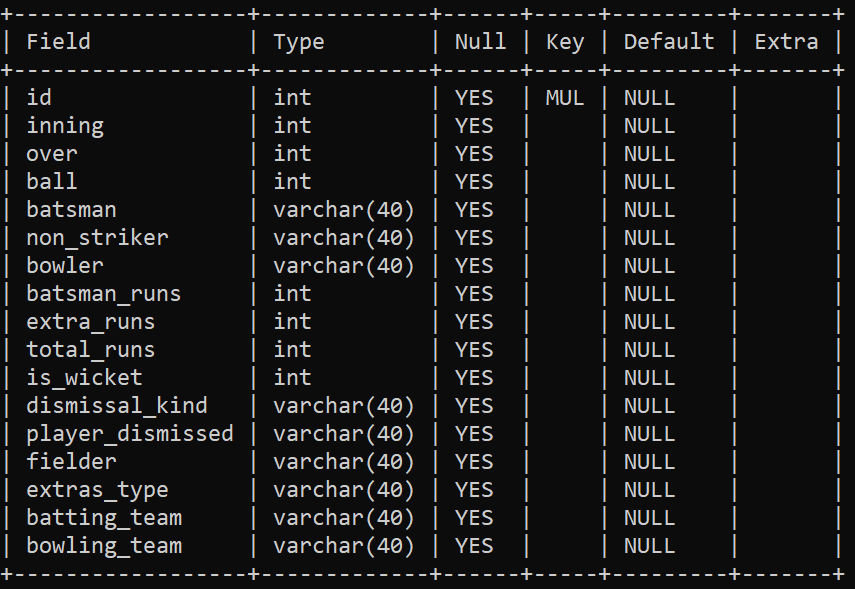 +------------------+-------------+------+-----+---------+-------+
| Field            | Type        | Null | Key | Default | Extra |
+------------------+-------------+------+-----+---------+-------+
| id               | int         | YES  | MUL | NULL    |       |
| inning           | int         | YES  |     | NULL    |       |
| over             | int         | YES  |     | NULL    |       |
| ball             | int         | YES  |     | NULL    |       |
| batsman          | varchar(40) | YES  |     | NULL    |       |
| non_striker      | varchar(40) | YES  |     | NULL    |       |
| bowler           | varchar(40) | YES  |     | NULL    |       |
| batsman_runs     | int         | YES  |     | NULL    |       |
| extra_runs       | int         | YES  |     | NULL    |       |
| total_runs       | int         | YES  |     | NULL    |       |
| is_wicket        | int         | YES  |     | NULL    |       |
| dismissal_kind   | varchar(40) | YES  |     | NULL    |       |
| player_dismissed | varchar(40) | YES  |     | NULL    |       |
| fielder          | varchar(40) | YES  |     | NULL    |       |
| extras_type      | varchar(40) | YES  |     | NULL    |       |
| batting_team     | varchar(40) | YES  |     | NULL    |       |
| bowling_team     | varchar(40) | YES  |     | NULL    |       |
+------------------+-------------+------+-----+---------+-------+